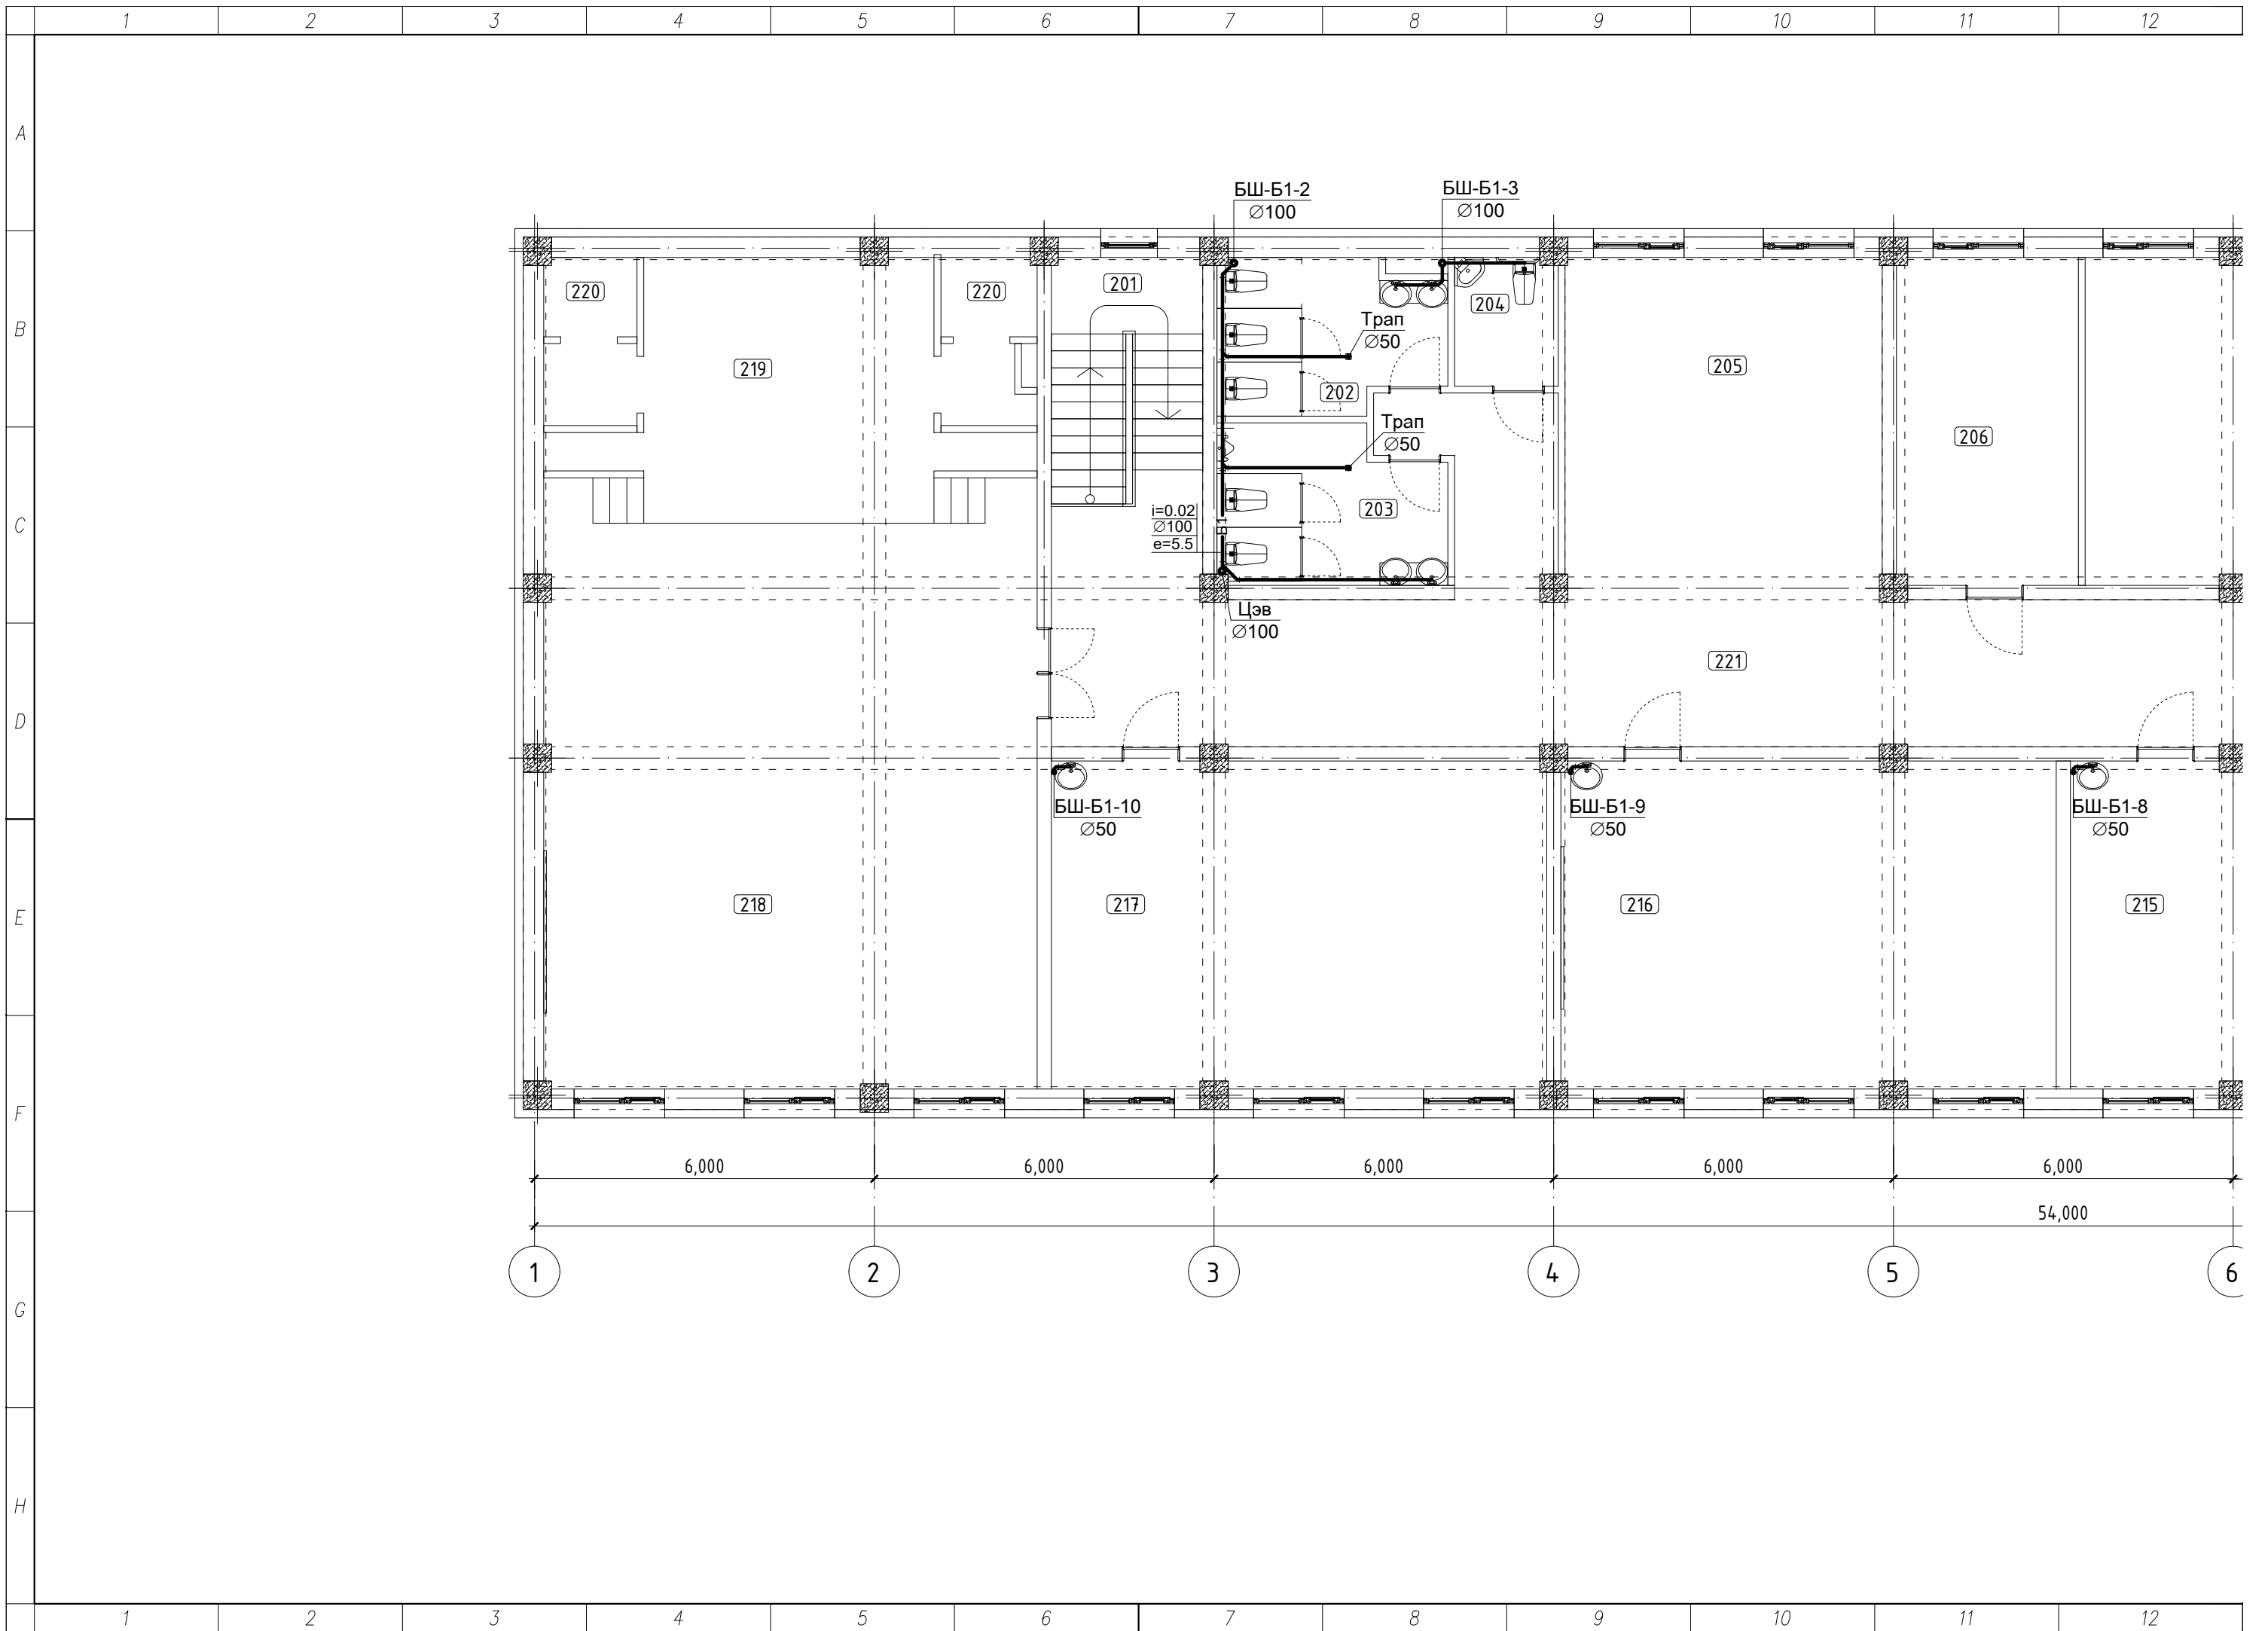 1 2 3 4 5 6 7 8 9 10 11 12
A
БШ-Б1-2
∅100
БШ-Б1-3
∅100
220
220
201
204
B
Трап
∅50
219
205
202
Трап
∅50
206
203
i=0.02
∅100
e=5.5
Б1
C
Цэв
∅100
221
D
БШ-Б1-10
∅50
БШ-Б1-9
∅50
БШ-Б1-8
∅50
218
217
216
215
E
F
6,000 6,000 6,000 6,000 6,000
54,000
1 2 3 4 5 6
G
H
1 2 3 4 5 6 7 8 9 10 11 12